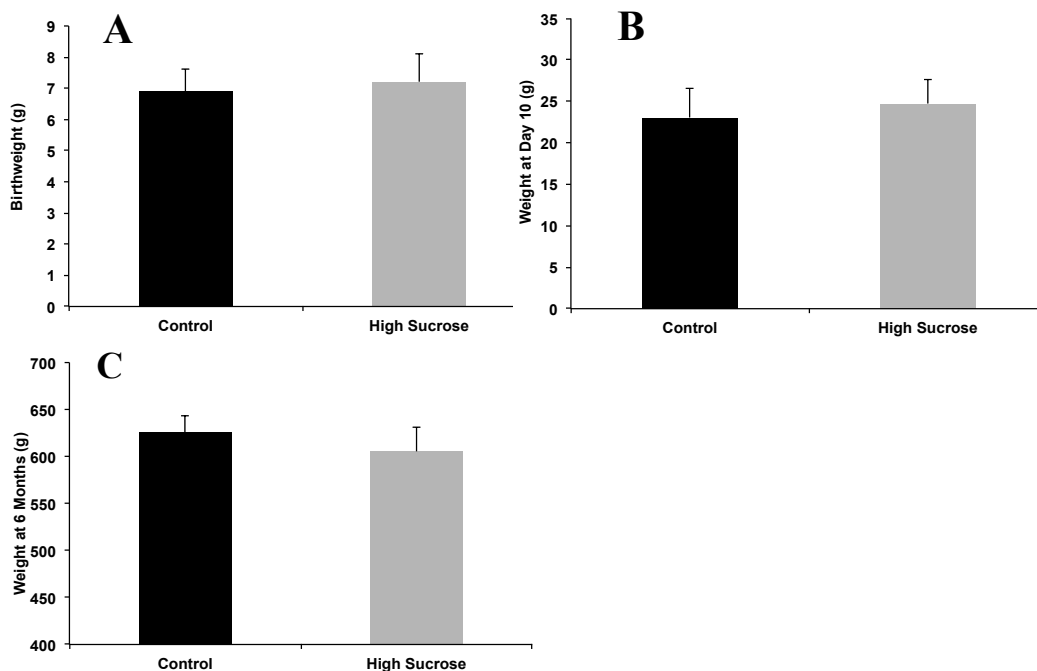 A
Birthweight (g)
9
8
7
6
5
4
3
2
1
0
Control High Sucrose
B
Weight at Day 10 (g)
35
30
25
20
15
10
5
0
Control High Sucrose
C
Weight at 6 Months (g)
700
650
600
550
500
450
400
Control High Sucrose